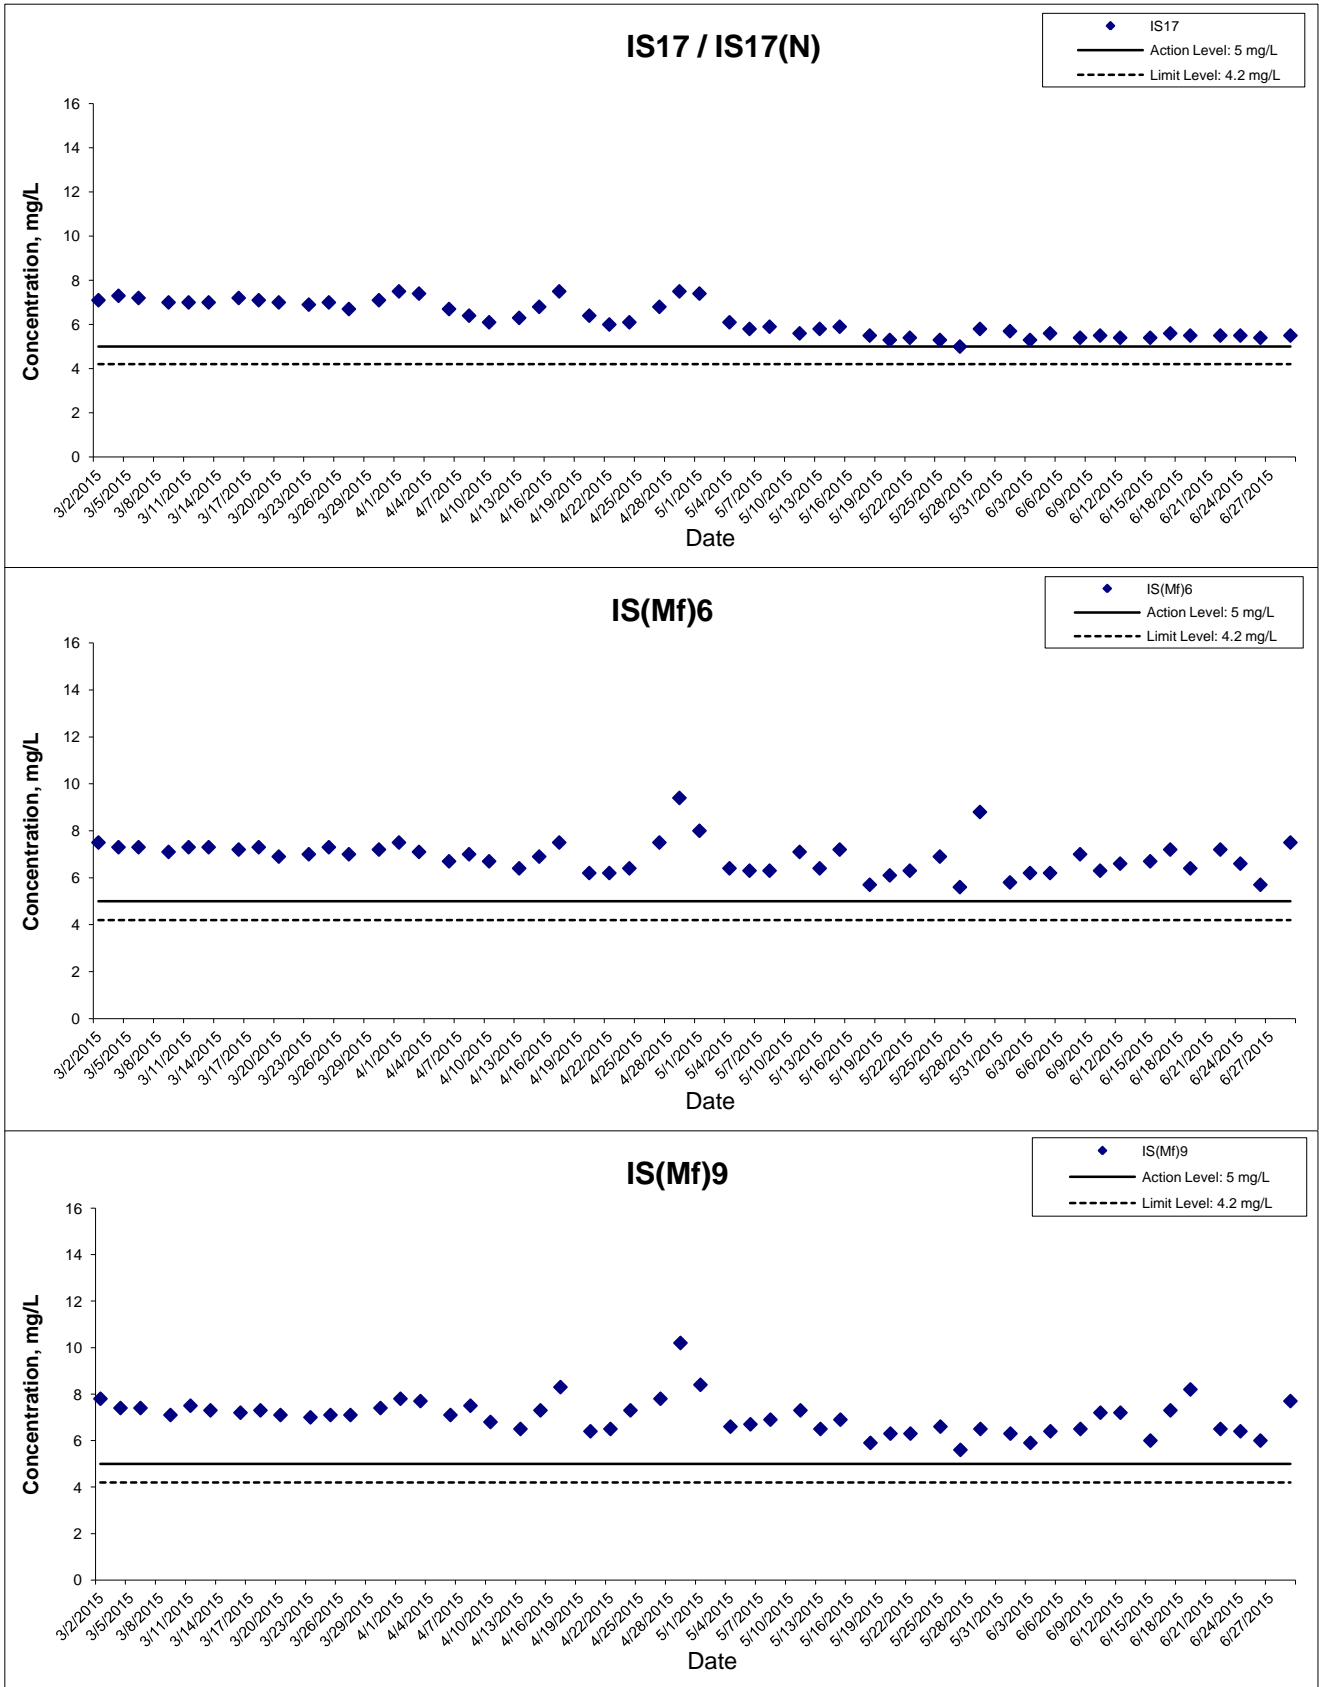 IS17 / IS17(N)
IS17
Action Level: 5 mg/L
Limit Level: 4.2 mg/L
Concentration, mg/L
16
14
12
10
8
6
4
2
0
3/2/2015 3/5/2015 3/8/2015 3/11/2015 3/14/2015 3/17/2015 3/20/2015 3/23/2015 3/26/2015 3/29/2015 4/1/2015 4/4/2015 4/7/2015 4/10/2015 4/13/2015 4/16/2015 4/19/2015 4/22/2015 4/25/2015 4/28/2015 5/1/2015 5/4/2015 5/7/2015 5/10/2015 5/13/2015 5/16/2015 5/19/2015 5/22/2015 5/25/2015 5/28/2015 5/31/2015 6/3/2015 6/6/2015 6/9/2015 6/12/2015 6/15/2015 6/18/2015 6/21/2015 6/24/2015 6/27/2015
Date
IS(Mf)6
IS(Mf)6
Action Level: 5 mg/L
Limit Level: 4.2 mg/L
Concentration, mg/L
16
14
12
10
8
6
4
2
0
3/2/2015 3/5/2015 3/8/2015 3/11/2015 3/14/2015 3/17/2015 3/20/2015 3/23/2015 3/26/2015 3/29/2015 4/1/2015 4/4/2015 4/7/2015 4/10/2015 4/13/2015 4/16/2015 4/19/2015 4/22/2015 4/25/2015 4/28/2015 5/1/2015 5/4/2015 5/7/2015 5/10/2015 5/13/2015 5/16/2015 5/19/2015 5/22/2015 5/25/2015 5/28/2015 5/31/2015 6/3/2015 6/6/2015 6/9/2015 6/12/2015 6/15/2015 6/18/2015 6/21/2015 6/24/2015 6/27/2015
Date
IS(Mf)9
IS(Mf)9
Action Level: 5 mg/L
Limit Level: 4.2 mg/L
Concentration, mg/L
16
14
12
10
8
6
4
2
0
3/2/2015 3/5/2015 3/8/2015 3/11/2015 3/14/2015 3/17/2015 3/20/2015 3/23/2015 3/26/2015 3/29/2015 4/1/2015 4/4/2015 4/7/2015 4/10/2015 4/13/2015 4/16/2015 4/19/2015 4/22/2015 4/25/2015 4/28/2015 5/1/2015 5/4/2015 5/7/2015 5/10/2015 5/13/2015 5/16/2015 5/19/2015 5/22/2015 5/25/2015 5/28/2015 5/31/2015 6/3/2015 6/6/2015 6/9/2015 6/12/2015 6/15/2015 6/18/2015 6/21/2015 6/24/2015 6/27/2015
Date